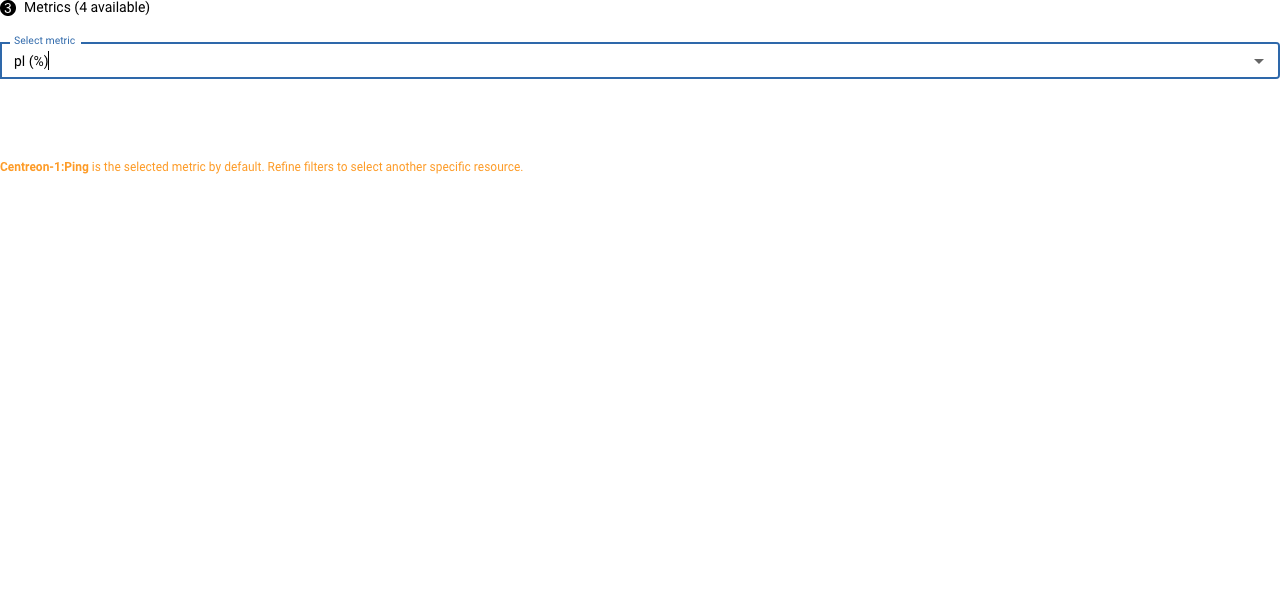 3 Metrics (4 available)
Select metric
pl (%)
Centreon-1:Ping is the selected metric by default. Refine filters to select another specific resource.